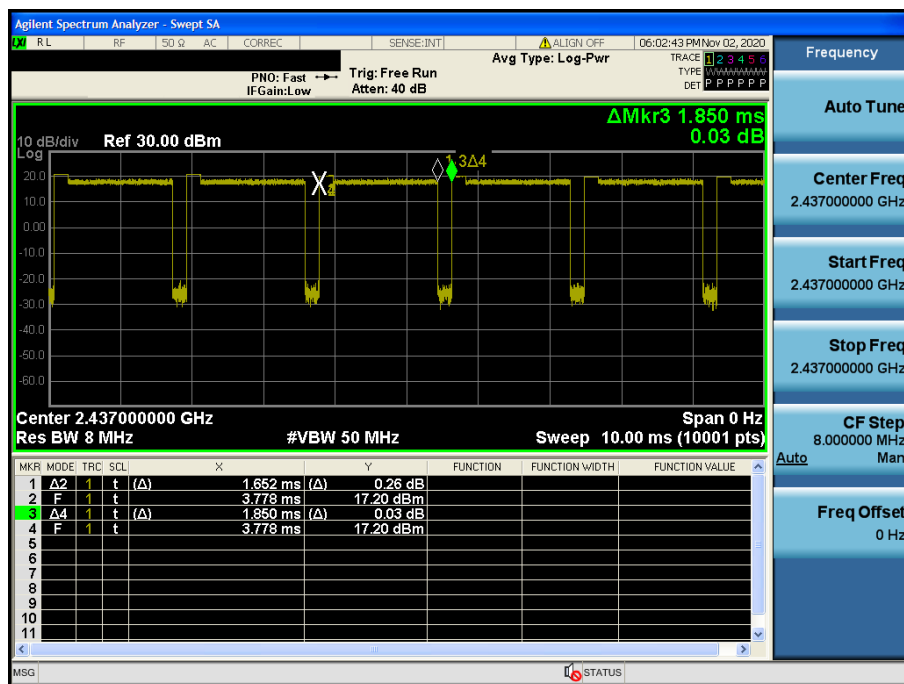 Agilent Spectrum Analyzer - Swept SA
LXI RL RF 50 Ω AC CORREC SENSE:INT ALIGN OFF 06:02:43 PM Nov 02, 2020
Frequency
Avg Type: Log-Pwr
TRACE 1 2 3 4 5 6
PNO: Fast Trig: Free Run
TYPE WWWWWW
IFGain:Low Atten: 40 dB
DET P P P P P P
Auto Tune
ΔMkr3 1.850 ms
0.03 dB
10 dB/div Ref 30.00 dBm
Log
3Δ4
20.0
10.0
0.00
-10.0
-20.0
-30.0
-40.0
-50.0
-60.0
Center Freq
2.437000000 GHz
Start Freq
2.437000000 GHz
Stop Freq
2.437000000 GHz
Center 2.437000000 GHz Span 0 Hz
Res BW 8 MHz #VBW 50 MHz Sweep 10.00 ms (10001 pts)
CF Step
8.000000 MHz
Auto Man
Freq Offset
0 Hz
MKR MODE TRC SCL X Y FUNCTION FUNCTION WIDTH FUNCTION VALUE
1 Δ2 1 t (Δ) 1.652 ms (Δ) 0.26 dB
2 F 1 t 3.778 ms 17.20 dBm
3 Δ4 1 t (Δ) 1.850 ms (Δ) 0.03 dB
4 F 1 t 3.778 ms 17.20 dBm
5
6
7
8
9
10
11
MSG STATUS